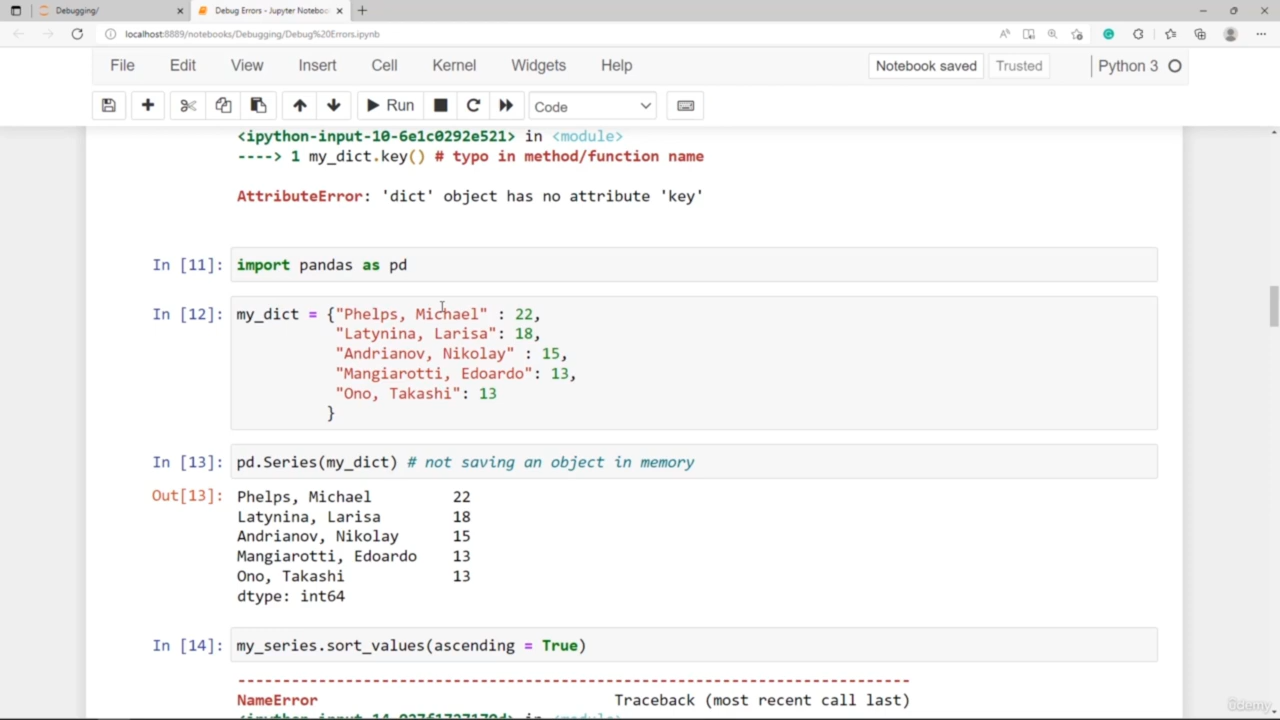 Debugging/
Debug Errors - Jupyter Notebook
localhost:8889/notebooks/Debugging/Debug%20Errors.ipynb
File Edit View Insert Cell Kernel Widgets Help
Notebook saved Trusted Python 3
Run Code
<ipython-input-10-6e1c0292e521> in <module>
----> 1 my_dict.key() # typo in method/function name
AttributeError: 'dict' object has no attribute 'key'
In [11]: import pandas as pd
In [12]: my_dict = {"Phelps, Michael" : 22,
"Latynina, Larisa": 18,
"Andrianov, Nikolay" : 15,
"Mangiarotti, Edoardo": 13,
"Ono, Takashi": 13
}
In [13]: pd.Series(my_dict) # not saving an object in memory
Out[13]: Phelps, Michael 22
Latynina, Larisa 18
Andrianov, Nikolay 15
Mangiarotti, Edoardo 13
Ono, Takashi 13
dtype: int64
In [14]: my_series.sort_values(ascending = True)
---------------------------------------------------------------------------
NameError Traceback (most recent call last)
ûdemy